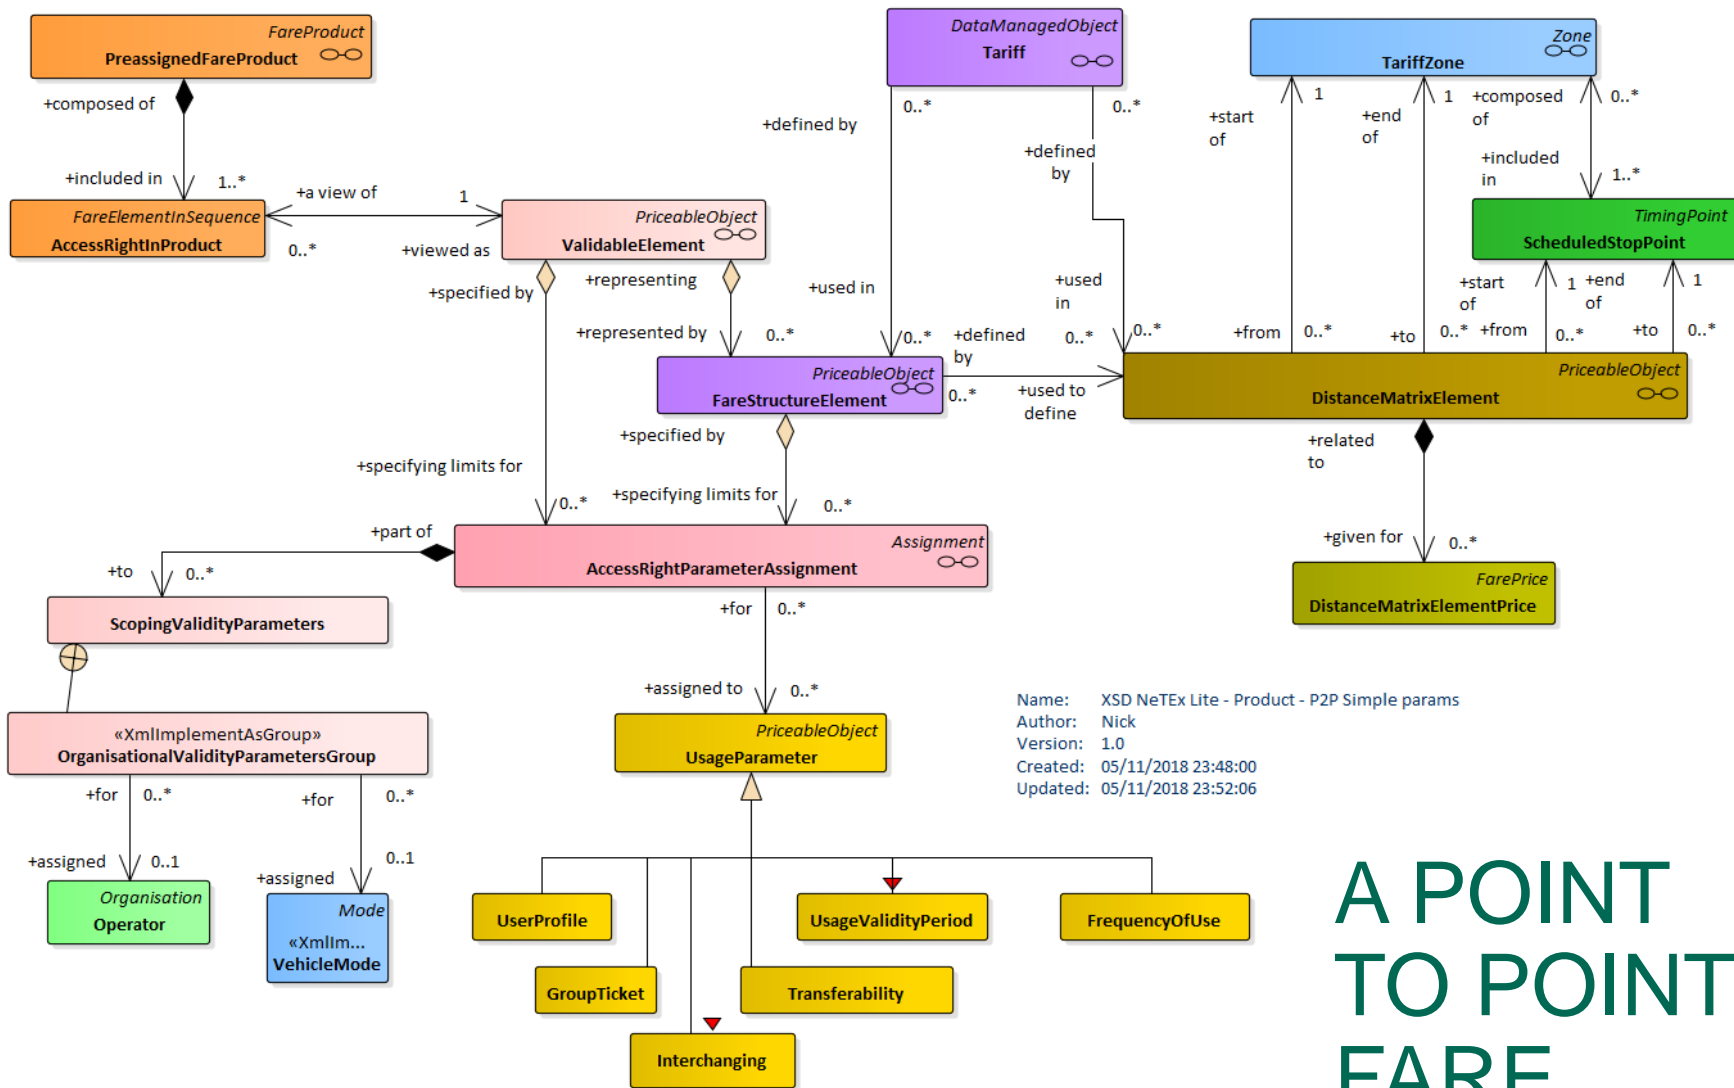 FareProduct
PreassignedFareProduct
+composed of
+included in
1..*
FareElementInSequence
AccessRightInProduct
+a view of
1
0..*
+viewed as
PriceableObject
ValidableElement
+specified by
+representing
+represented by
0..*
DataManagedObject
Tariff
0..*
0..*
+defined by
+defined
by
+used in
0..*
+used
in
0..*
0..*
Zone
TariffZone
1
+start
of
1
+end
of
+composed
of
0..*
+included
in
1..*
TimingPoint
ScheduledStopPoint
+start
of
1
+end
of
1
+from
0..*
+to
0..*
+from
0..*
+to
0..*
PriceableObject
FareStructureElement
+defined
by
0..*
+used to
define
PriceableObject
DistanceMatrixElement
+specified by
+specifying limits for
0..*
+specifying limits for
0..*
+related
to
+given for
0..*
FarePrice
DistanceMatrixElementPrice
+part of
+to
0..*
Assignment
AccessRightParameterAssignment
+for
0..*
ScopingValidityParameters
+assigned to
0..*
«XmlImplementAsGroup»
OrganisationalValidityParametersGroup
+for
0..*
+for
0..*
+assigned
0..1
+assigned
0..1
Organisation
Operator
Mode
«XmlIm...
VehicleMode
PriceableObject
UsageParameter
Name: XSD NeTEx Lite - Product - P2P Simple params
Author: Nick
Version: 1.0
Created: 05/11/2018 23:48:00
Updated: 05/11/2018 23:52:06
UserProfile
UsageValidityPeriod
FrequencyOfUse
GroupTicket
Transferability
Interchanging
A POINT
TO POINT
FARE